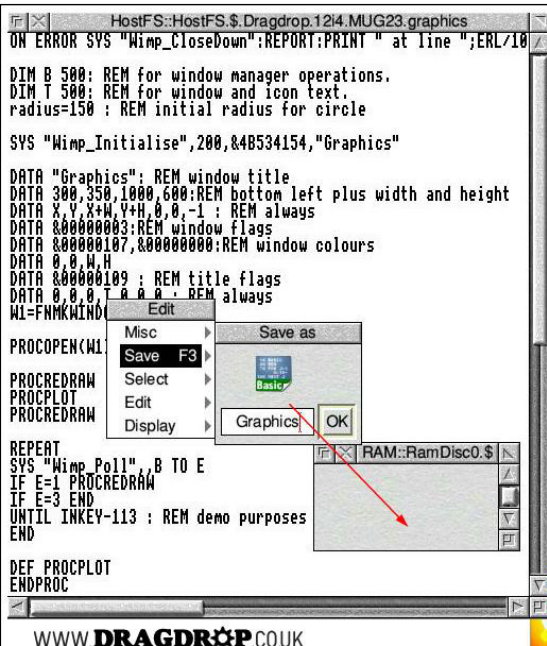 HostFS::HostFS.$.Dragdrop.12i4.MUG23.graphics
ON ERROR SYS "Wimp_CloseDown":REPORT:PRINT " at line ";ERL/10
DIM B 500: REM for window manager operations.
DIM T 500: REM for window and icon text.
radius=150 : REM initial radius for circle
SYS "Wimp_Initialise",200,&4B534154,"Graphics"
DATA "Graphics": REM window title
DATA 300,350,1000,600:REM bottom left plus width and height
DATA X,Y,X+W,Y+H,0,0,-1 : REM always
DATA &00000003:REM window flags
DATA &00000107,&00000000:REM window colours
DATA 0,0,W,H
DATA &00000109 : REM title flags
DATA 0,0,0,T,0,0,0 : REM always
W1=FNMKWINDO
PROCOPEN(W1)
PROCREDRAW
PROCPLOT
PROCREDRAW
Edit
Misc
Save F3
Select
Edit
Display
Save as
Basic
Graphics
OK
RAM::RamDisc0.$
REPEAT
SYS "Wimp_Poll",,B TO E
IF E=1 PROCREDRAW
IF E=3 END
UNTIL INKEY-113 : REM demo purposes
END
DEF PROCPLOT
ENDPROC
WWW DRAGDROP COUK